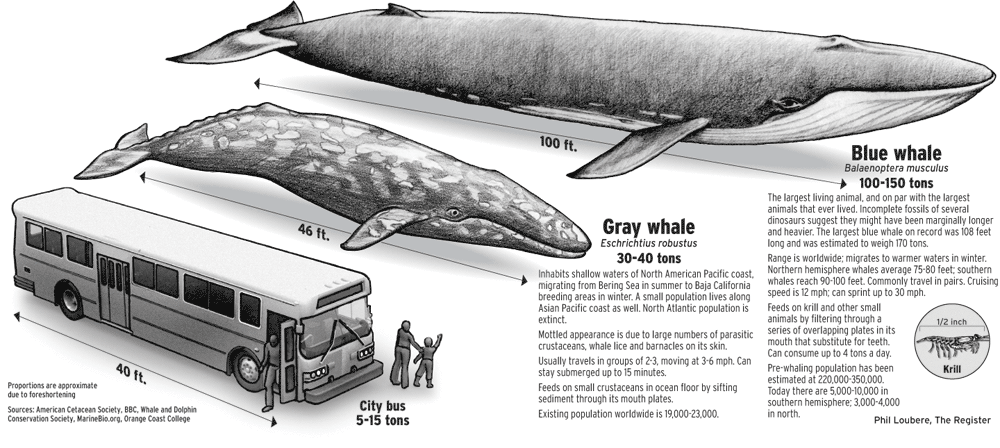 100 ft.
Blue whale
Balaenoptera musculus
100-150 tons
The largest living animal, and on par with the largest
animals that ever lived. Incomplete fossils of several
dinosaurs suggest they might have been marginally longer
and heavier. The largest blue whale on record was 108 feet
long and was estimated to weigh 170 tons.
Range is worldwide; migrates to warmer waters in winter.
Northern hemisphere whales average 75-80 feet; southern
whales reach 90-100 feet. Commonly travel in pairs. Cruising
speed is 12 mph; can sprint up to 30 mph.
Feeds on krill and other small
animals by filtering through a
series of overlapping plates in its
mouth that substitute for teeth.
Can consume up to 4 tons a day.
Pre-whaling population has been
estimated at 220,000-350,000.
Today there are 5,000-10,000 in
southern hemisphere; 3,000-4,000
in north.
1/2 inch
Krill
46 ft.
Gray whale
Eschrichtius robustus
30-40 tons
Inhabits shallow waters of North American Pacific coast,
migrating from Bering Sea in summer to Baja California
breeding areas in winter. A small population lives along
Asian Pacific coast as well. North Atlantic population is
extinct.
Mottled appearance is due to large numbers of parasitic
crustaceans, whale lice and barnacles on its skin.
Usually travels in groups of 2-3, moving at 3-6 mph. Can
stay submerged up to 15 minutes.
Feeds on small crustaceans in ocean floor by sifting
sediment through its mouth plates.
Existing population worldwide is 19,000-23,000.
40 ft.
City bus
5-15 tons
Proportions are approximate
due to foreshortening
Sources: American Cetacean Society, BBC, Whale and Dolphin
Conservation Society, MarineBio.org, Orange Coast College
Phil Loubere, The Register